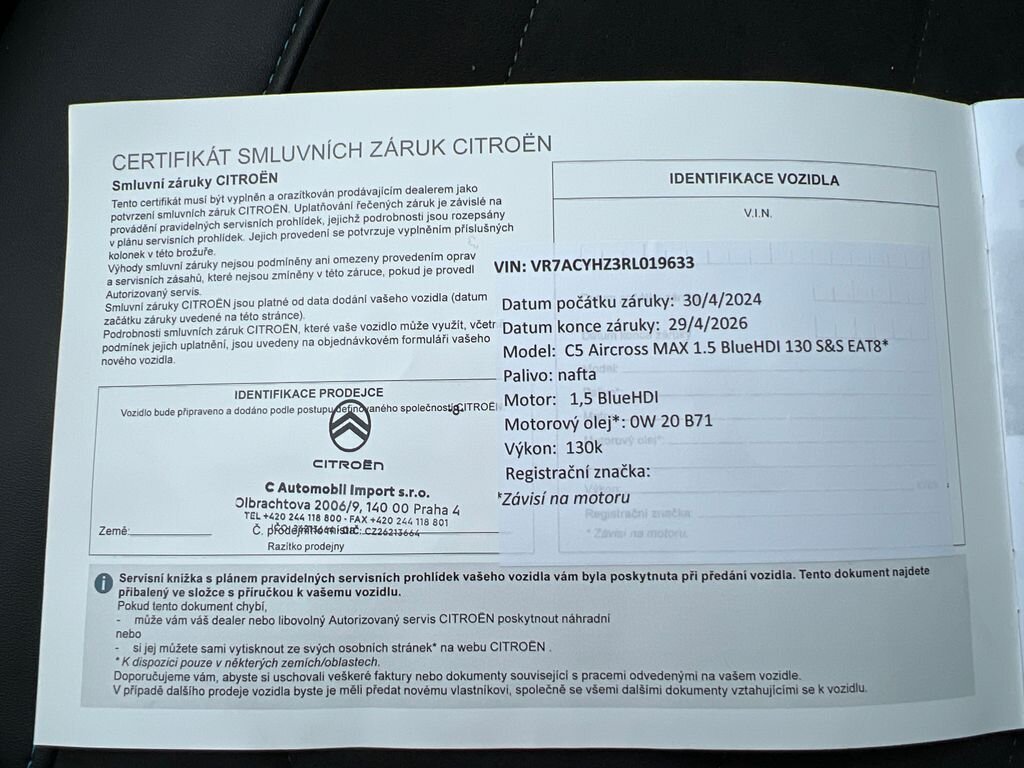 CERTIFIKÁT SMLUVNÍCH ZÁRUK CITROËN
Smluvní záruky CITROËN
Tento certifikát musí být vyplněn a orazítkován prodávajícím dealerem jako
potvrzení smluvních záruk CITROËN. Uplatňování řečených záruk je závislé na
provádění pravidelných servisních prohlídek, jejichž podrobnosti jsou rozepsány
v plánu servisních prohlídek. Jejich provedení se potvrzuje vyplněním příslušných
kolonek v této brožuře.
Výhody smluvní záruky nejsou podmíněny ani omezeny provedením oprav
a servisních zásahů, které nejsou zmíněny v této záruce, pokud je provedl
Autorizovaný servis.
Smluvní záruky CITROËN jsou platné od data dodání vašeho vozidla (datum
začátku záruky uvedené na této stránce).
Podrobnosti smluvních záruk CITROËN, které vaše vozidlo může využít, včetr
podmínek jejich uplatnění, jsou uvedeny na objednávkovém formuláři vašeho
nového vozidla.
IDENTIFIKACE PRODEJCE
Vozidlo bude připraveno a dodáno podle postupu definovaného společností CITROËN.
-8-
CITROËN
C Automobil Import s.r.o.
Olbrachtova 2006/9, 140 00 Praha 4
TEL +420 244 118 800 · FAX +420 244 118 801
Země: Č. DIČ: CZ26213664
Razítko prodejny
IDENTIFIKACE VOZIDLA
V.I.N.
VIN: VR7ACYHZ3RL019633
Datum počátku záruky: 30/4/2024
Datum konce záruky: 29/4/2026
Model: C5 Aircross MAX 1.5 BlueHDI 130 S&S EAT8*
Palivo: nafta
Motor: 1,5 BlueHDI
Motorový olej*: 0W 20 B71
Výkon: 130k
Registrační značka:
*Závisí na motoru
Registrační značka:
* Závisí na motoru.
i
Servisní knížka s plánem pravidelných servisních prohlídek vašeho vozidla vám byla poskytnuta při předání vozidla. Tento dokument najdete
přibalený ve složce s příručkou k vašemu vozidlu.
Pokud tento dokument chybí,
- může vám váš dealer nebo libovolný Autorizovaný servis CITROËN poskytnout náhradní
nebo
- si jej můžete sami vytisknout ze svých osobních stránek* na webu CITROËN .
* K dispozici pouze v některých zemích/oblastech.
Doporučujeme vám, abyste si uschovali veškeré faktury nebo dokumenty související s pracemi odvedenými na vašem vozidle.
V případě dalšího prodeje vozidla byste je měli předat novému vlastníkovi, společně se všemi dalšími dokumenty vztahujícími se k vozidlu.